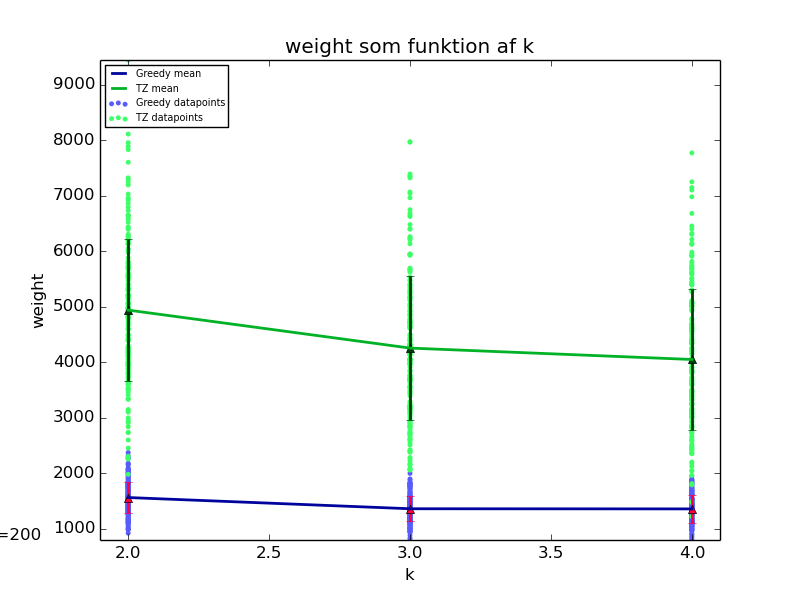 weight som funktion af k
Greedy mean
TZ mean
Greedy datapoints
TZ datapoints
9000
8000
7000
6000
5000
4000
3000
2000
1000
weight
=200
2.0 2.5 3.0 3.5 4.0
k